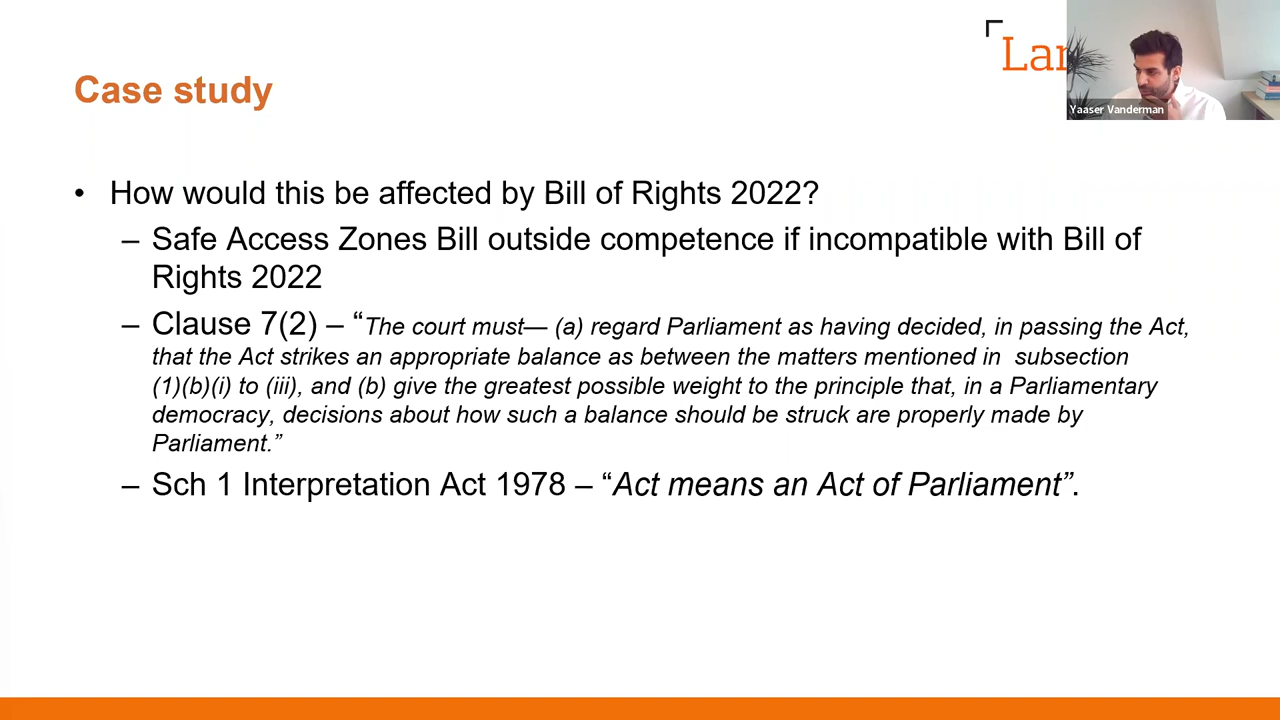 Lan
Yaaser Vanderman
Case study
• How would this be affected by Bill of Rights 2022?
– Safe Access Zones Bill outside competence if incompatible with Bill of
Rights 2022
– Clause 7(2) – “The court must— (a) regard Parliament as having decided, in passing the Act,
that the Act strikes an appropriate balance as between the matters mentioned in subsection
(1)(b)(i) to (iii), and (b) give the greatest possible weight to the principle that, in a Parliamentary
democracy, decisions about how such a balance should be struck are properly made by
Parliament.”
– Sch 1 Interpretation Act 1978 – “Act means an Act of Parliament”.